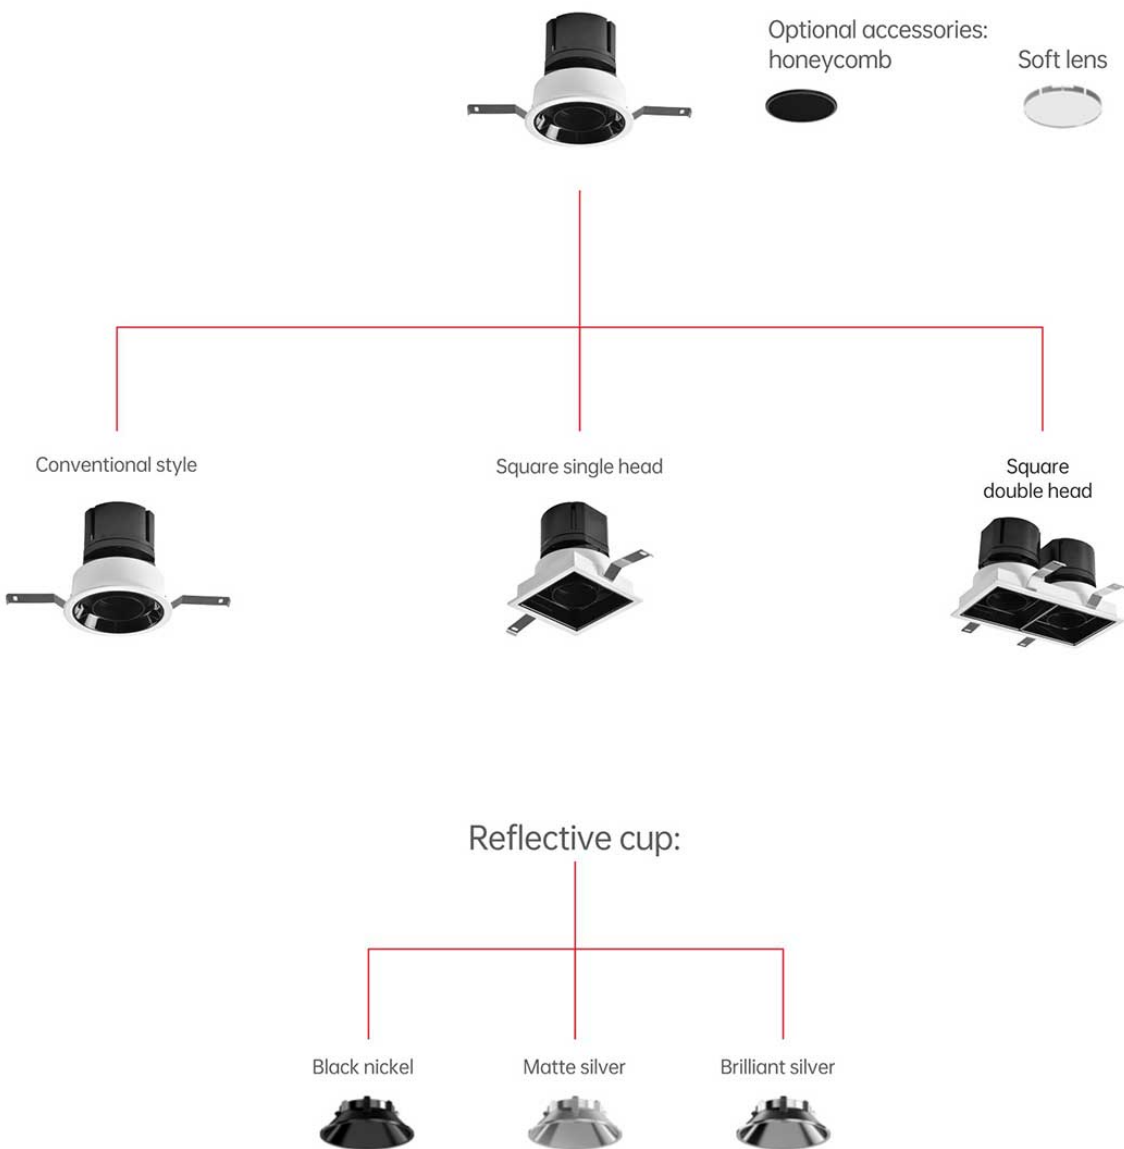 Optional accessories:
honeycomb
Soft lens
Conventional style
Square single head
Square
double head
Reflective cup:
Black nickel
Matte silver
Brilliant silver